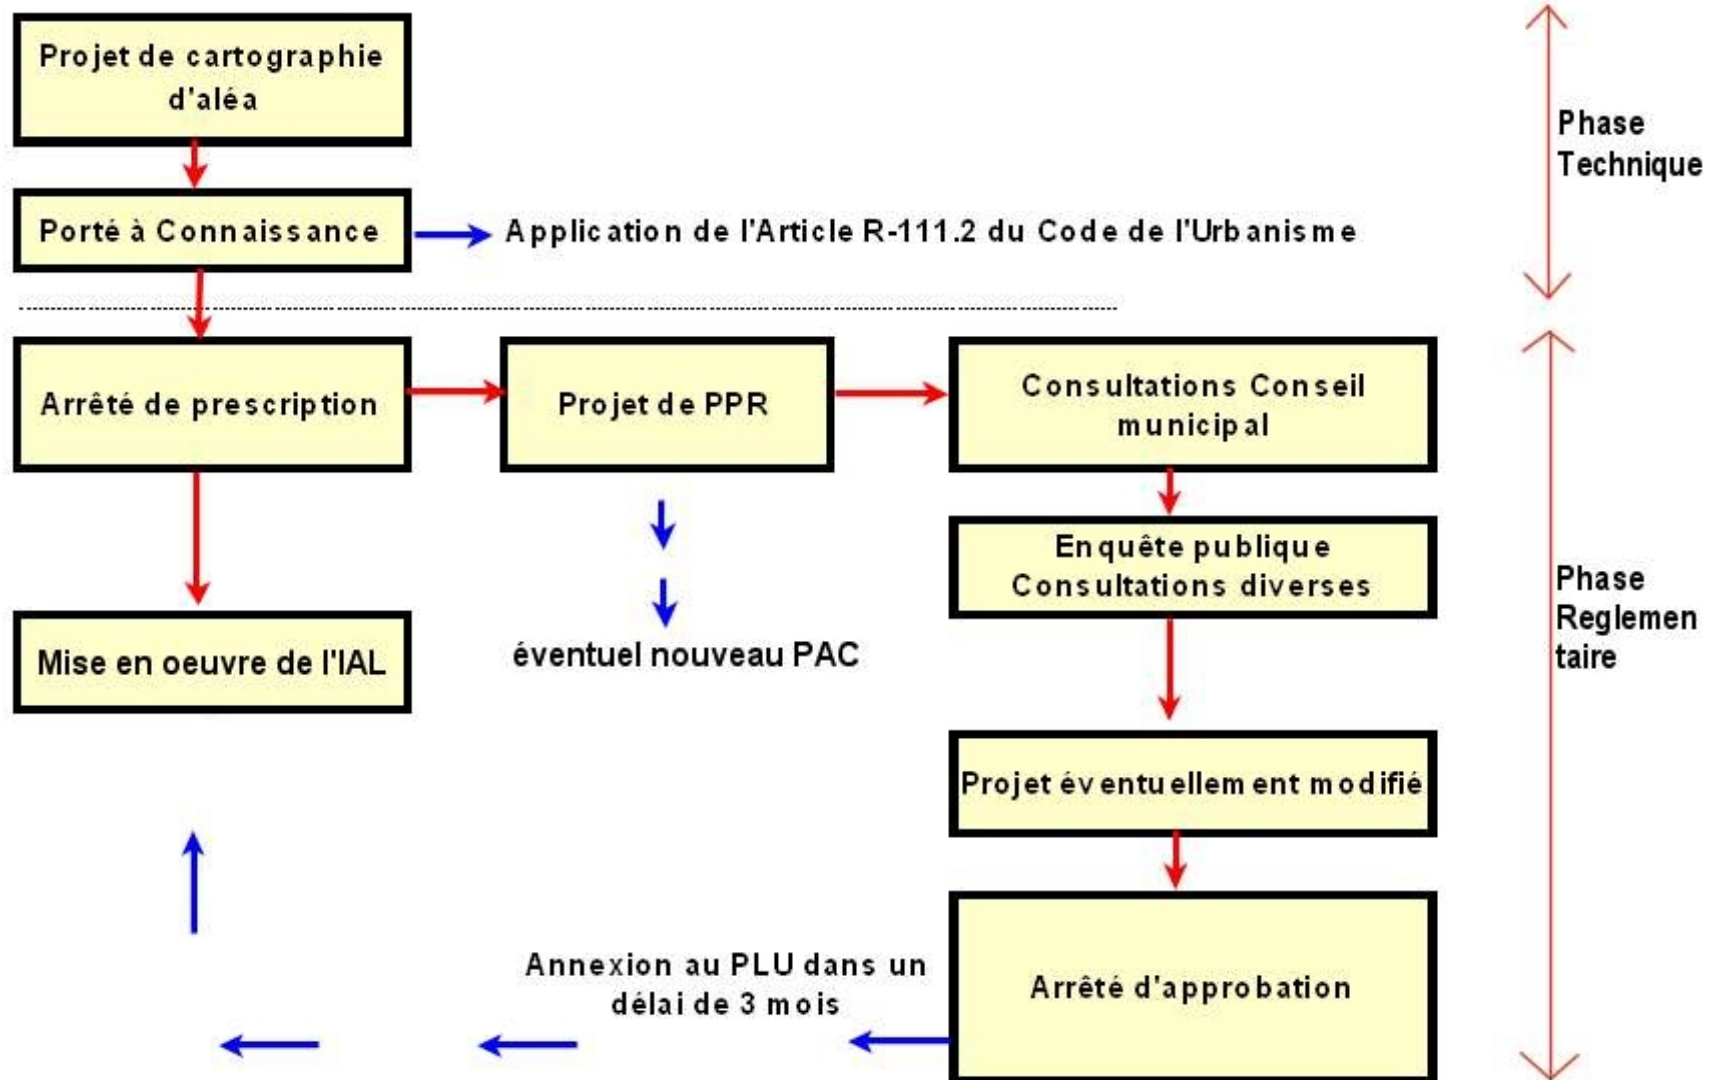 Projet de cartographie
d'aléa
Phase
Technique
Porté à Connaissance
Application de l'Article R-111.2 du Code de l'Urbanisme
Arrêté de prescription
Projet de PPR
Consultations Conseil
municipal
Enquête publique
Consultations diverses
Phase
Reglemen
taire
Mise en oeuvre de l'IAL
éventuel nouveau PAC
Projet éventuellement modifié
Annexion au PLU dans un
délai de 3 mois
Arrêté d'approbation